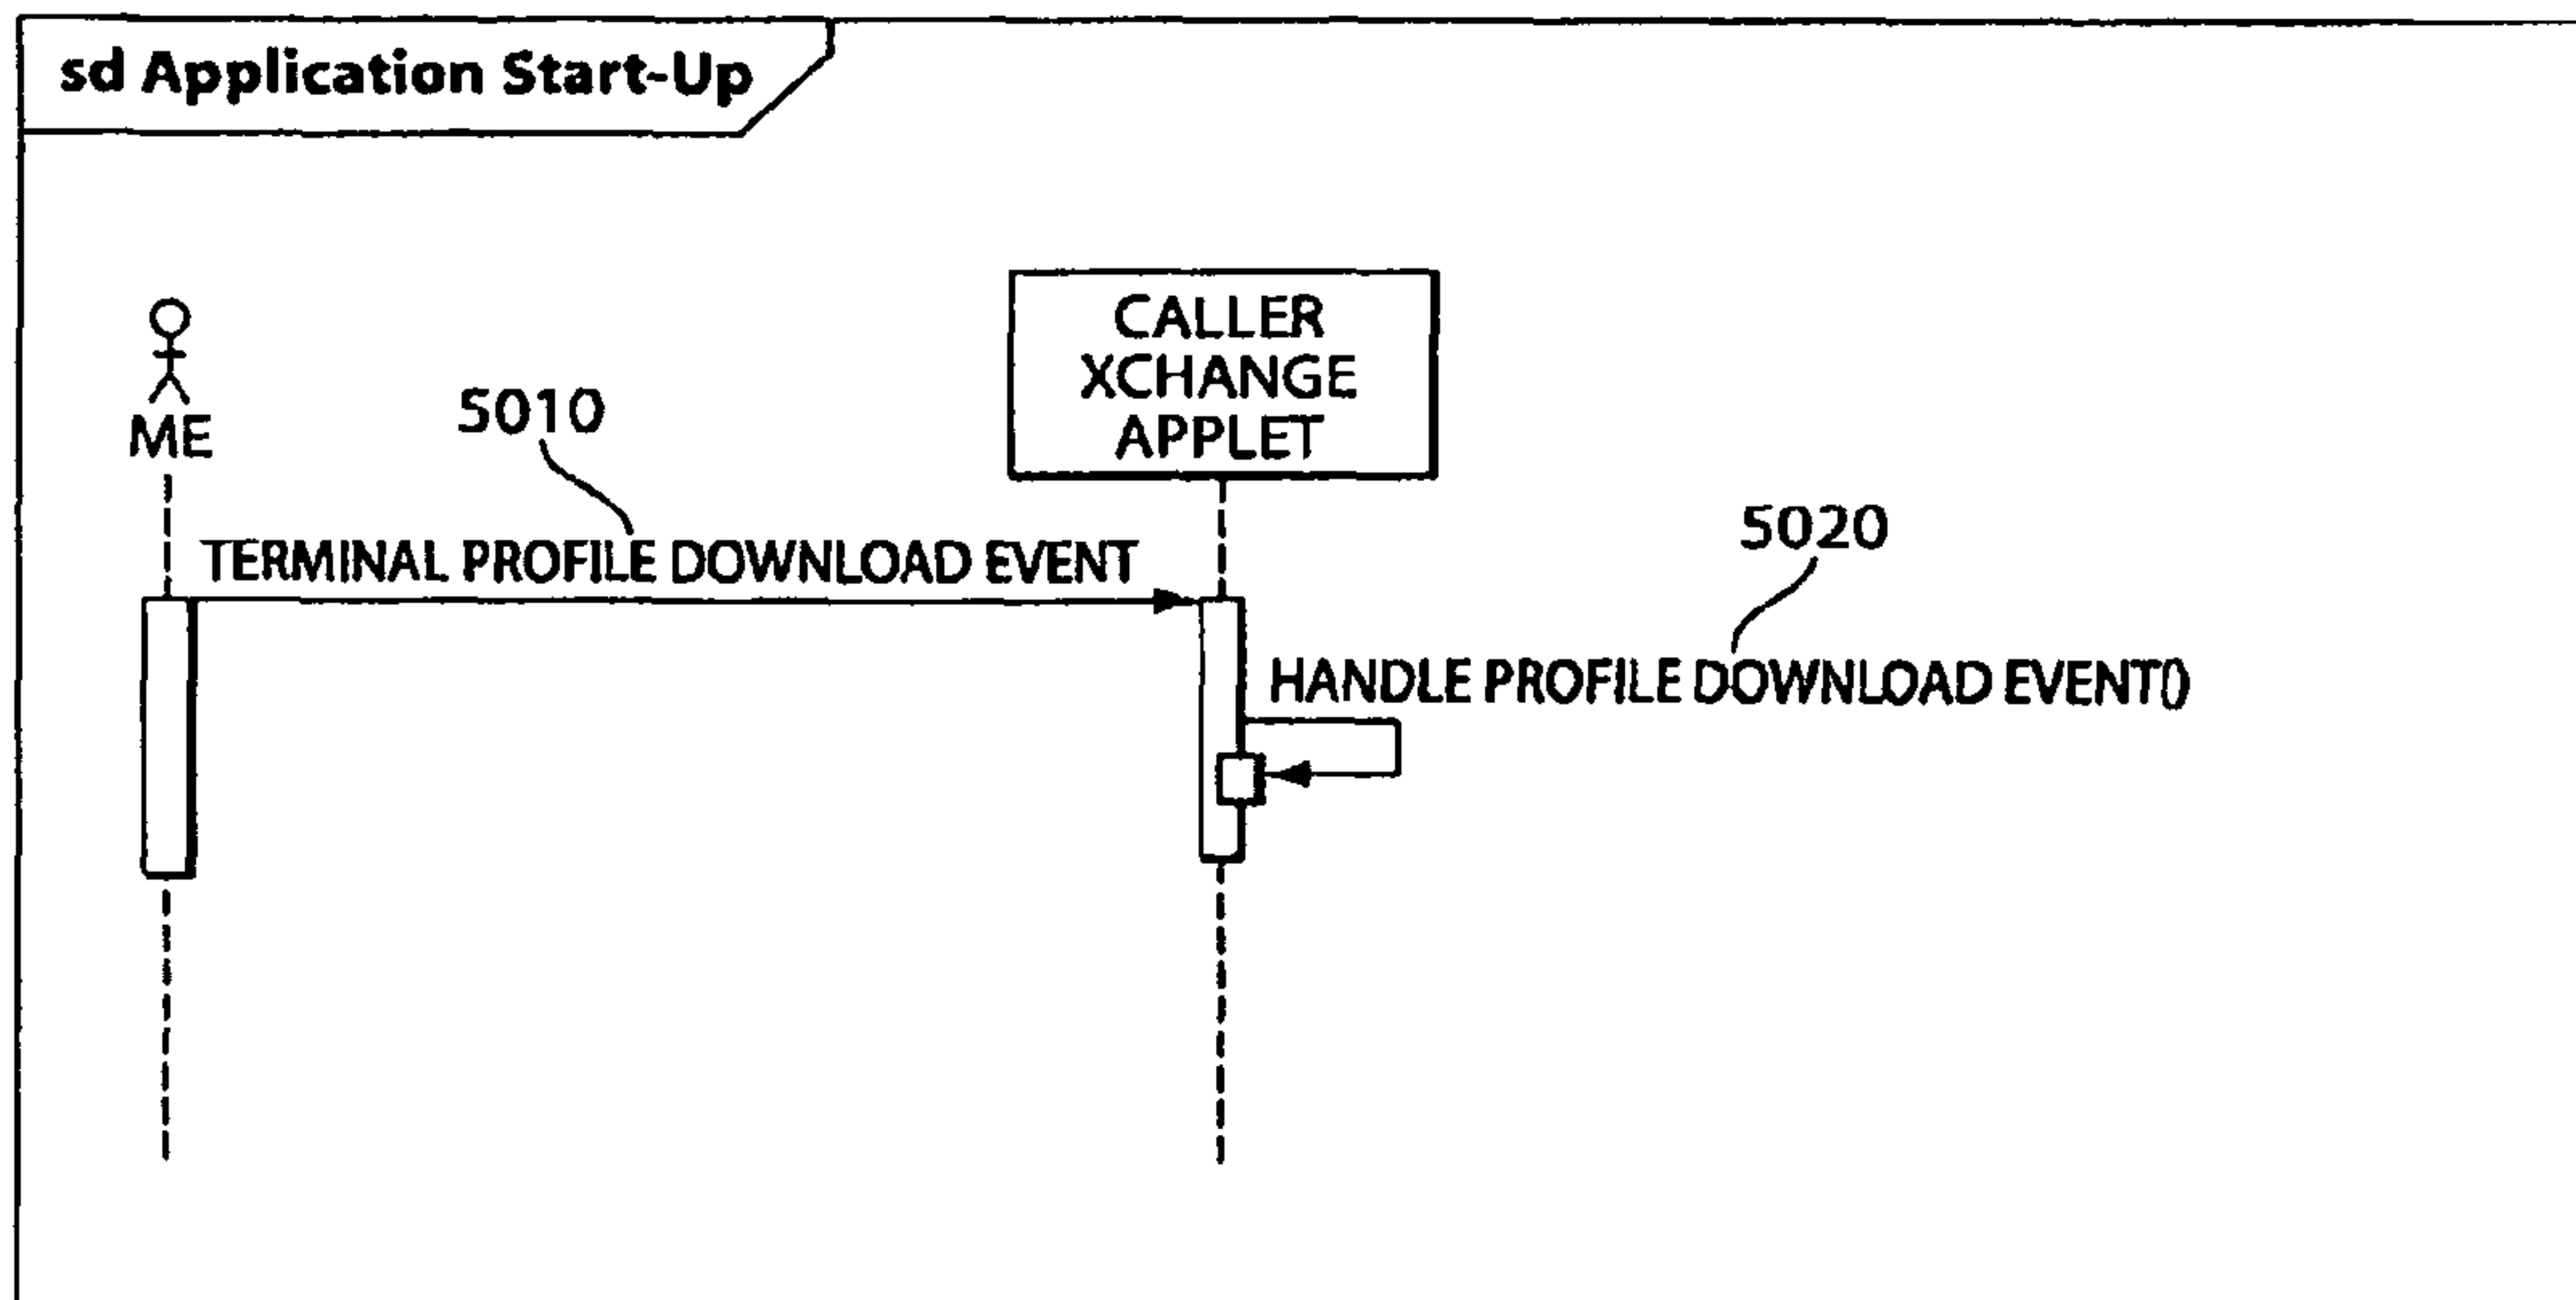 sd Application Start-Up
CALLER
XCHANGE
APPLET
ME
5010
5020
TERMINAL PROFILE DOWNLOAD EVENT
HANDLE PROFILE DOWNLOAD EVENT()